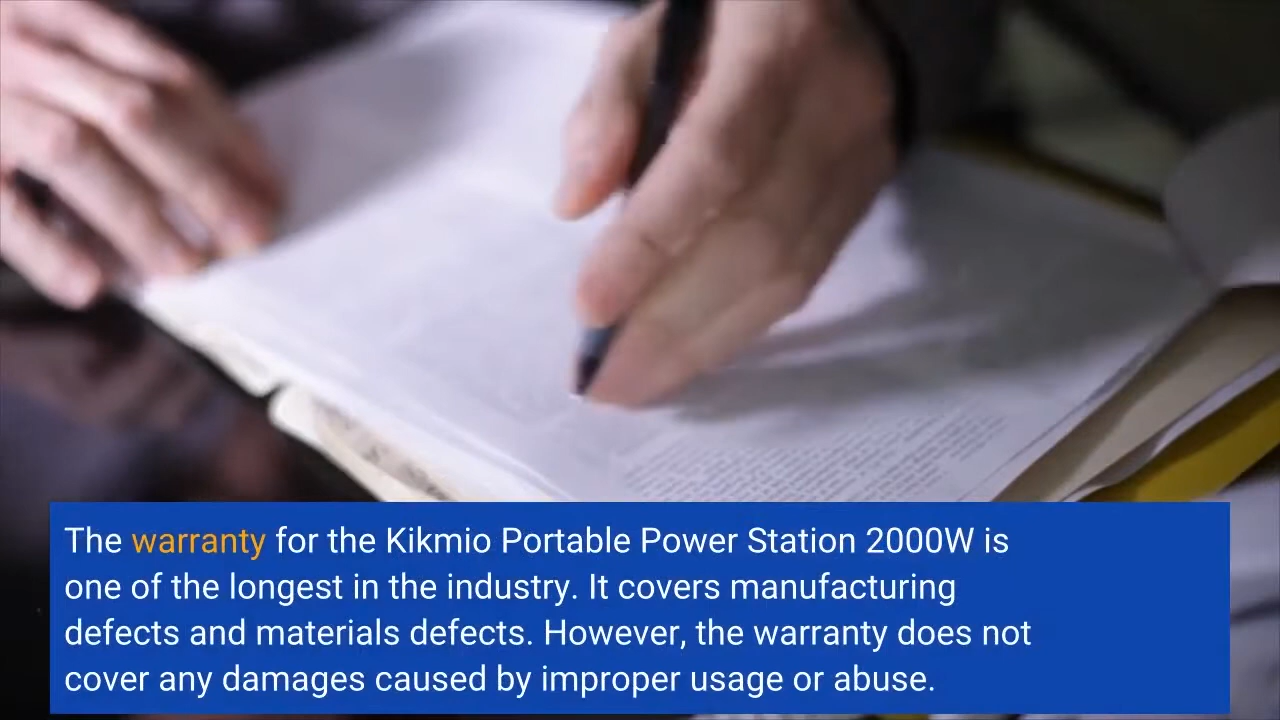 The warranty for the Kikmio Portable Power Station 2000W is
one of the longest in the industry. It covers manufacturing
defects and materials defects. However, the warranty does not
cover any damages caused by improper usage or abuse.